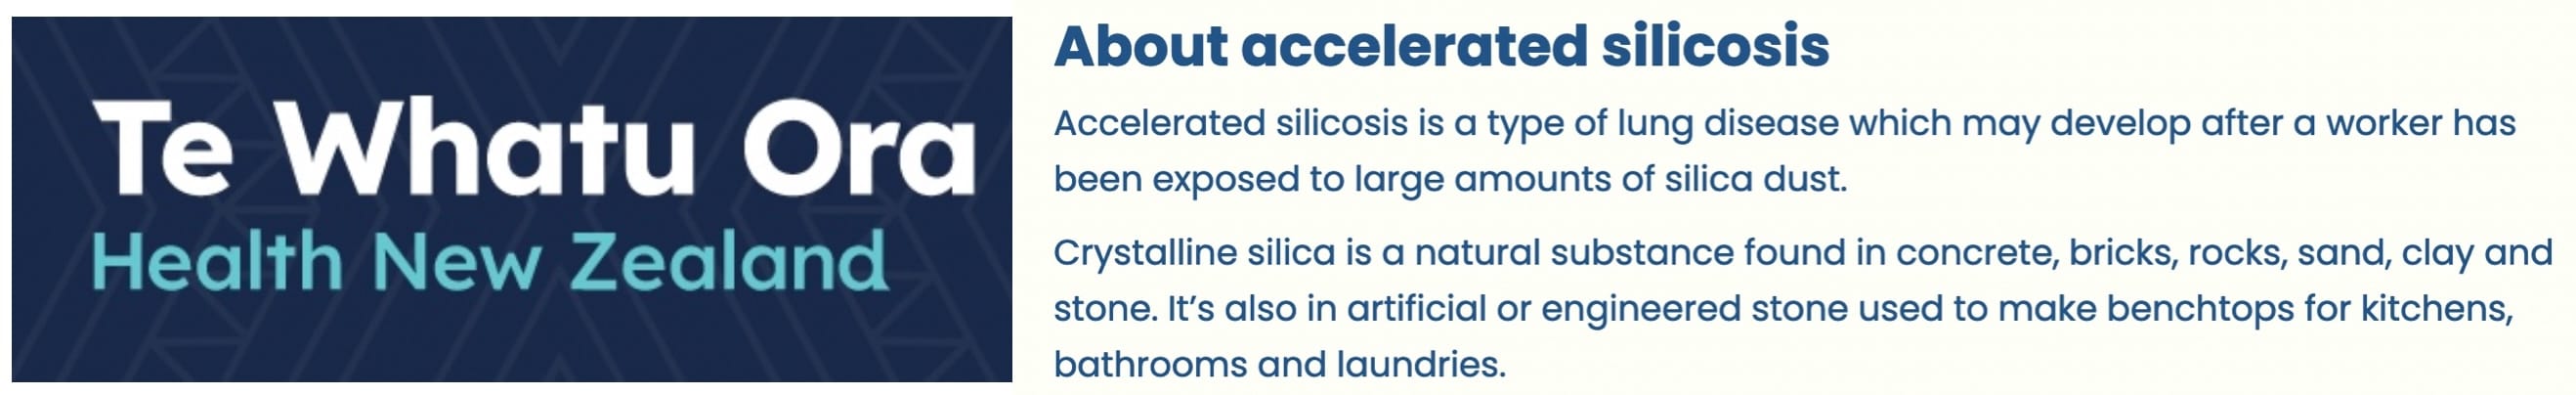 Te Whatu Ora
Health New Zealand
About accelerated silicosis
Accelerated silicosis is a type of lung disease which may develop after a worker has
been exposed to large amounts of silica dust.
Crystalline silica is a natural substance found in concrete, bricks, rocks, sand, clay and
stone. It’s also in artificial or engineered stone used to make benchtops for kitchens,
bathrooms and laundries.